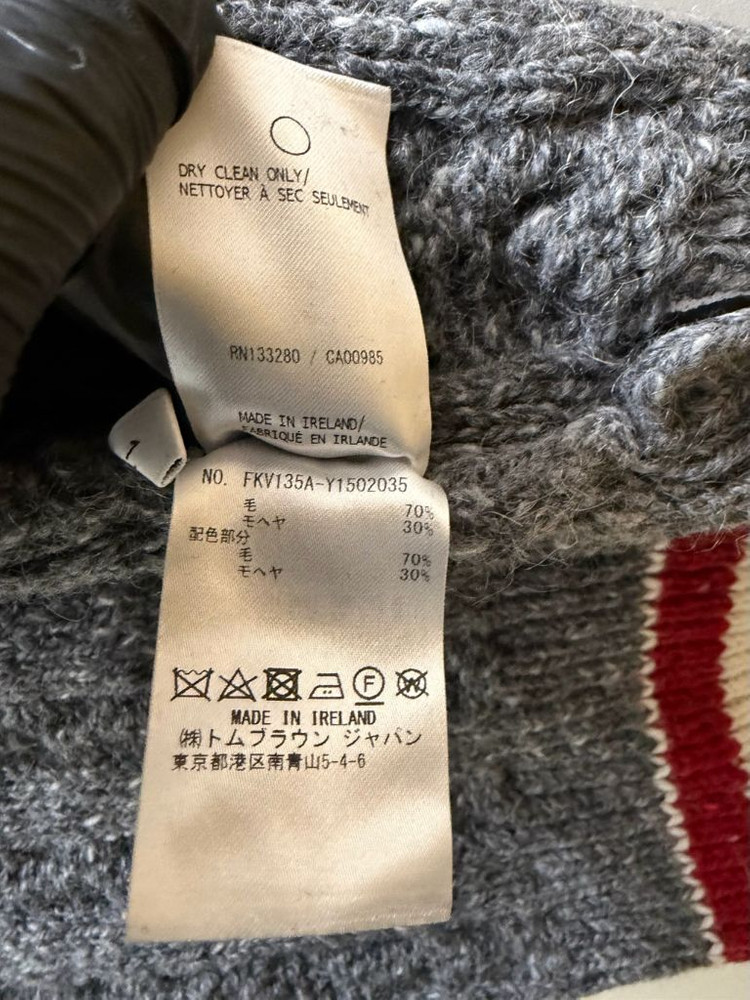 DRY CLEAN ONLY/
NETTOYER À SEC SEULEMENT
RN133280 / CA00985
MADE IN IRELAND/
FABRIQUÉ EN IRLANDE
1
NO. FKV135A-Y1502035
毛 70%
モヘヤ 30%
配色部分
毛 70%
モヘヤ 30%
F W
MADE IN IRELAND
㈱トムブラウン ジャパン
東京都港区南青山5-4-6